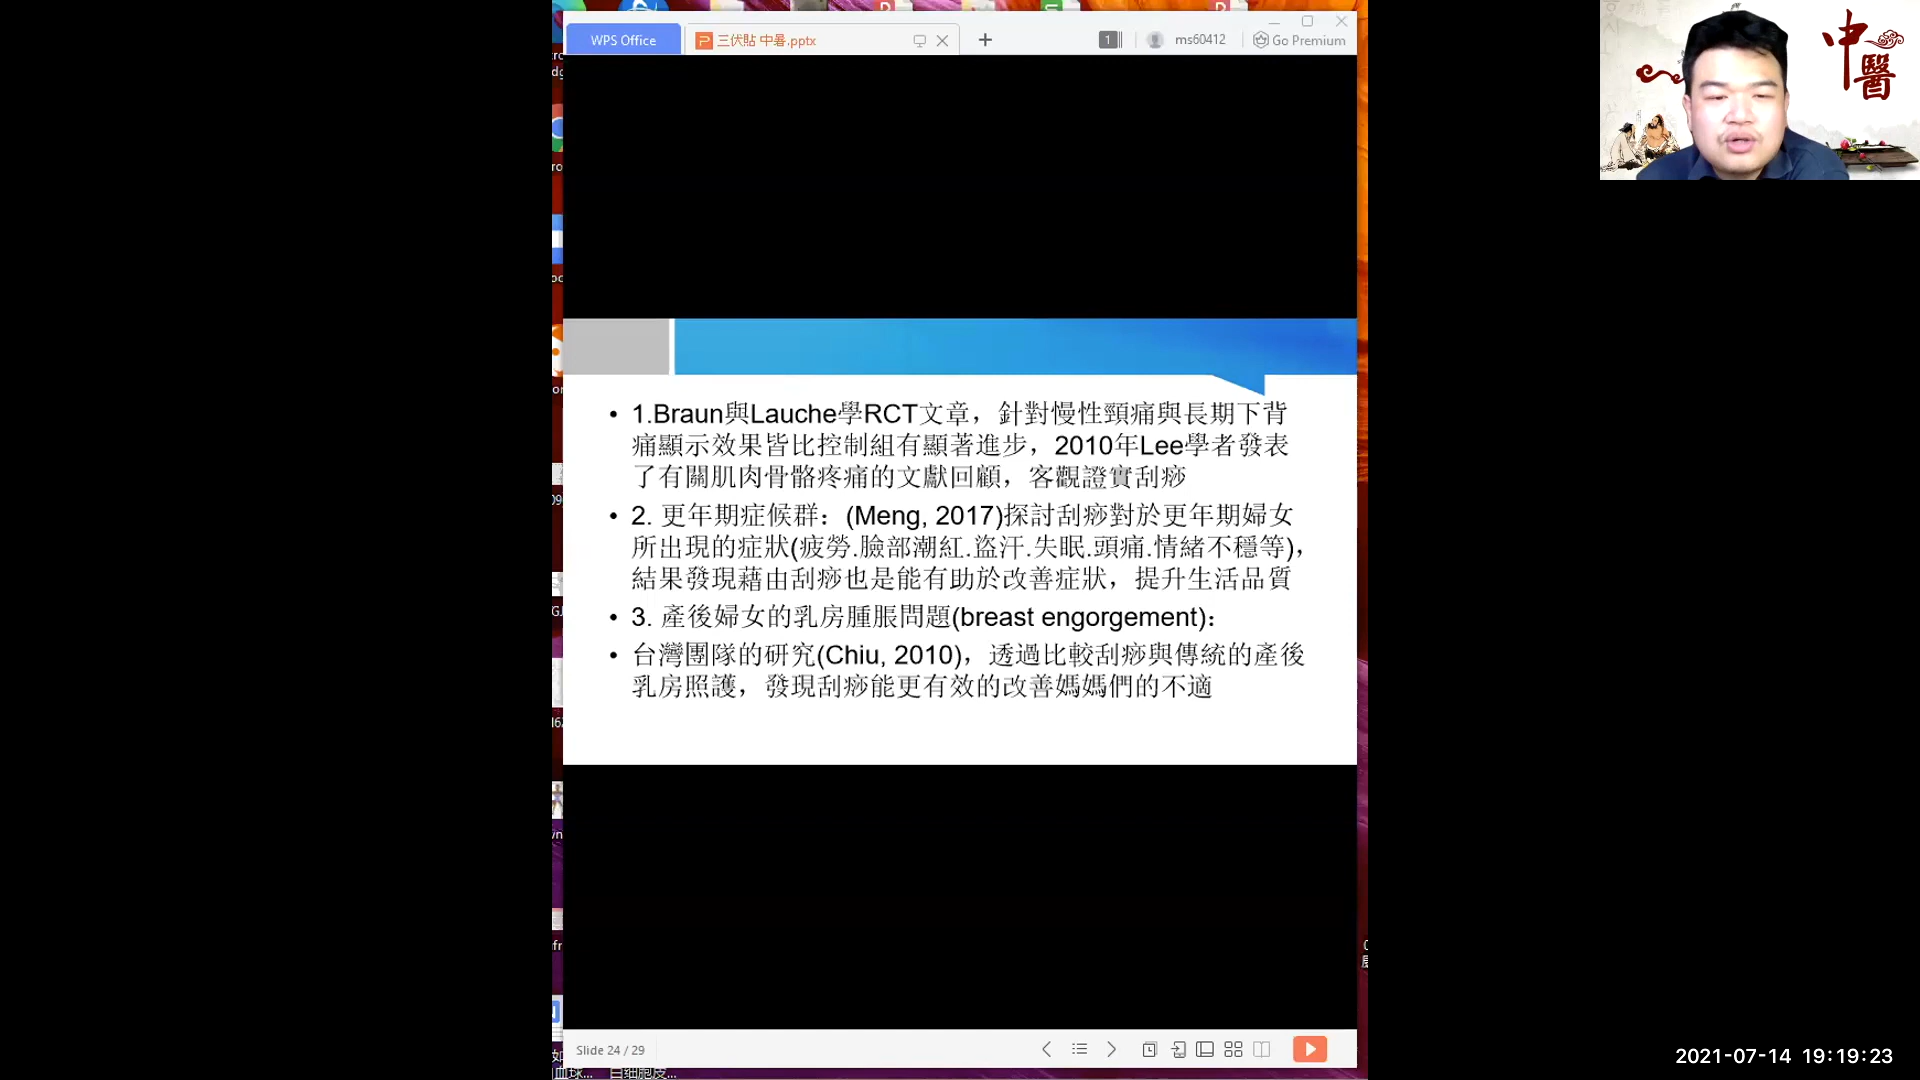 WPS Office
三伏貼 中暑.pptx
1
ms60412
Go Premium
中醫
1.Braun與Lauche學RCT文章，針對慢性頸痛與長期下背
痛顯示效果皆比控制組有顯著進步，2010年Lee學者發表
了有關肌肉骨骼疼痛的文獻回顧，客觀證實刮痧
2. 更年期症候群：(Meng, 2017)探討刮痧對於更年期婦女
所出現的症狀(疲勞.臉部潮紅.盜汗.失眠.頭痛.情緒不穩等)，
結果發現藉由刮痧也是能有助於改善症狀，提升生活品質
3. 產後婦女的乳房腫脹問題(breast engorgement)：
台灣團隊的研究(Chiu, 2010)，透過比較刮痧與傳統的產後
乳房照護，發現刮痧能更有效的改善媽媽們的不適
Slide 24 / 29
2021-07-14 19:19:23